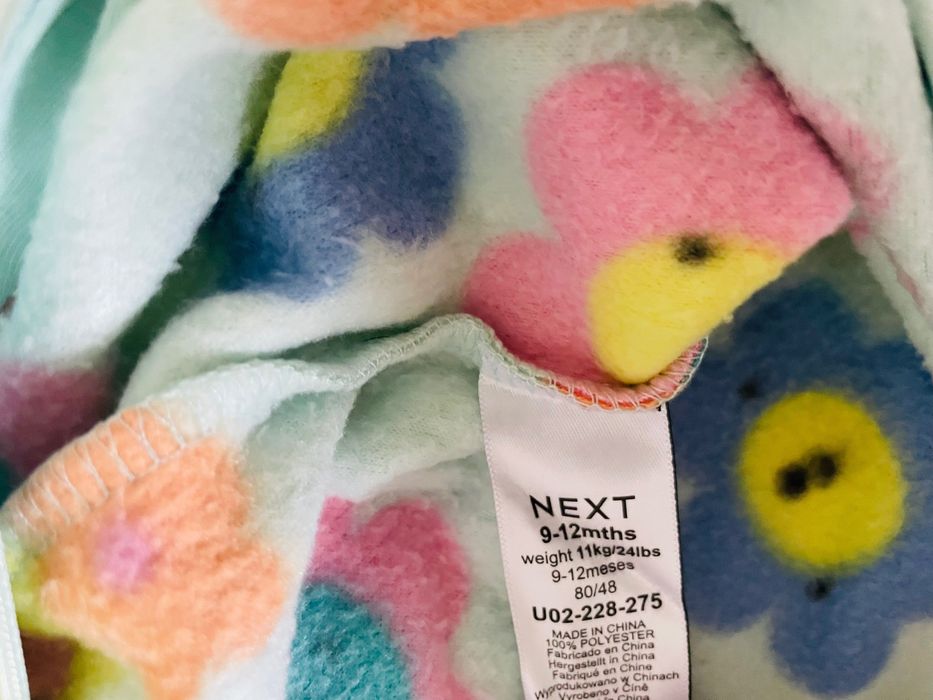 NEXT
9-12mths
weight 11kg/24lbs
9-12meses
80/48
U02-228-275
MADE IN CHINA
100% POLYESTER
Fabricado en China
Hergestellt in China
Fabriqué en Chine
Wyprodukowano w Chinach
Vyrobeno v Číně